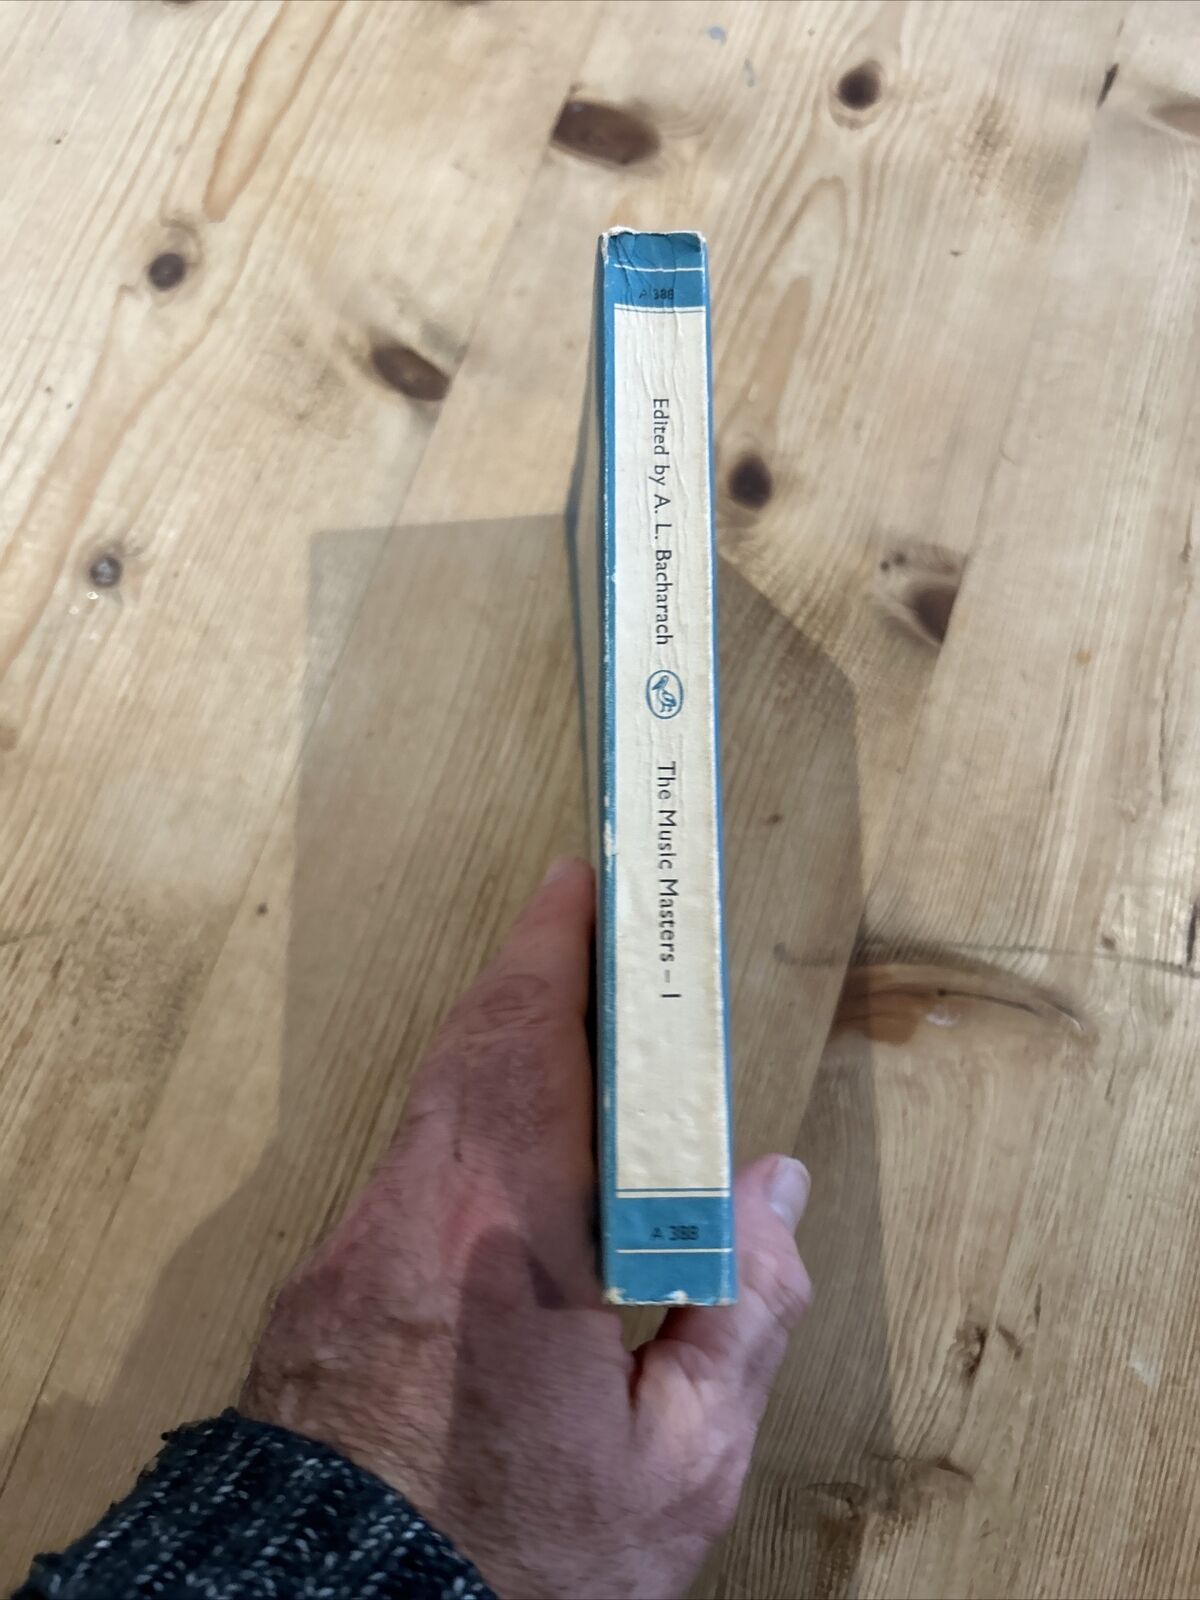 A 388
Edited by A. L. Bacharach
The Music Masters – I
A 388